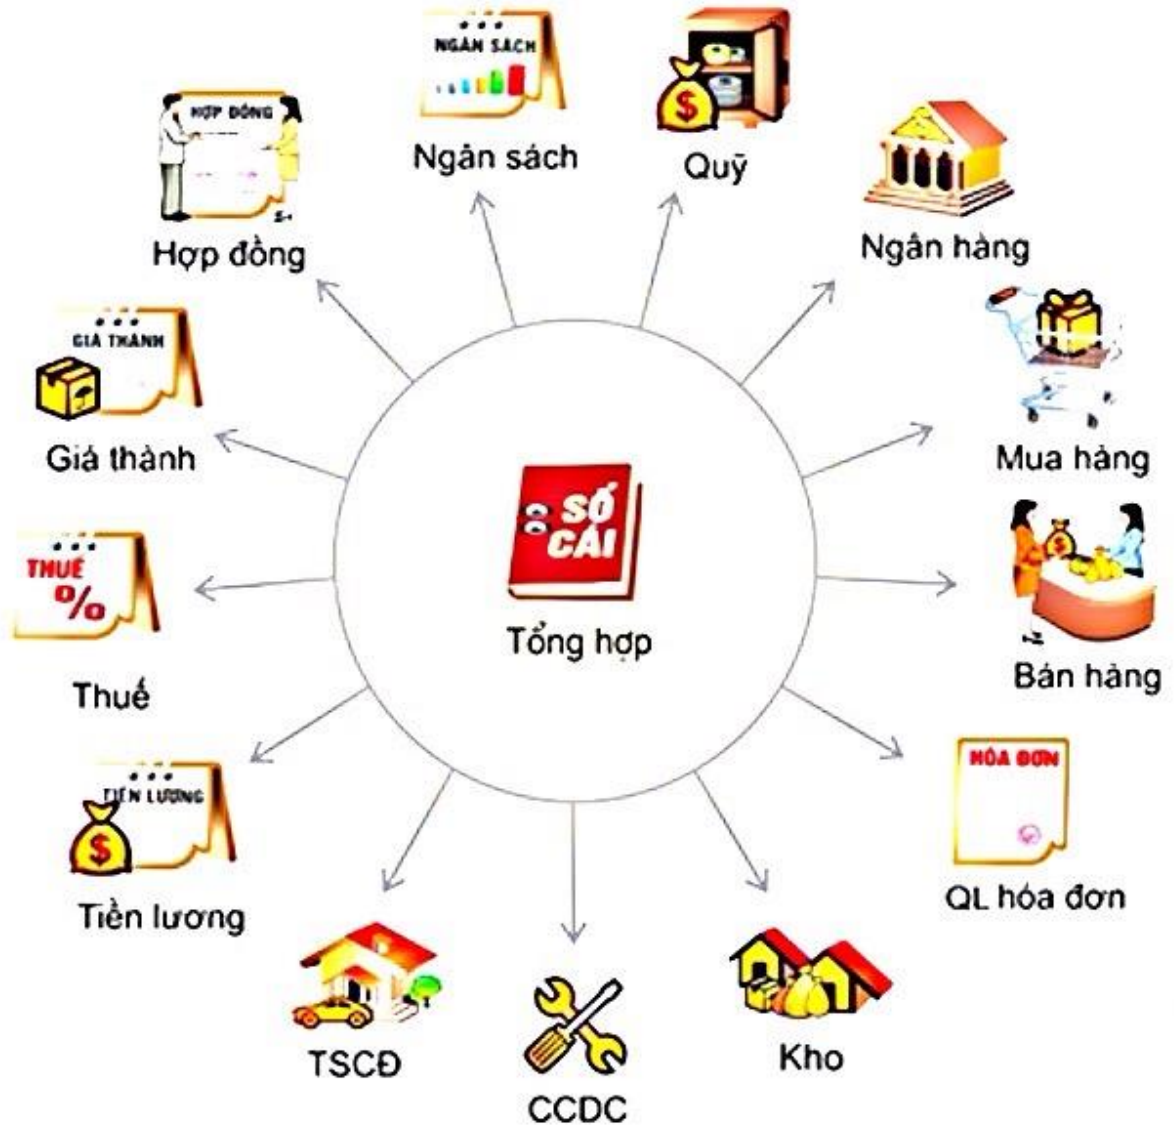 NGÂN SÁCH
Ngân sách
Quỹ
Ngân hàng
Mua hàng
Bán hàng
HÓA ĐƠN
QL hóa đơn
Kho
CCDC
TSCĐ
TIỀN LƯƠNG
Tiền lương
THUẾ
%
Thuế
GIÁ THÀNH
Giá thành
HỢP ĐỒNG
Hợp đồng
SỔ
CÁI
Tổng hợp